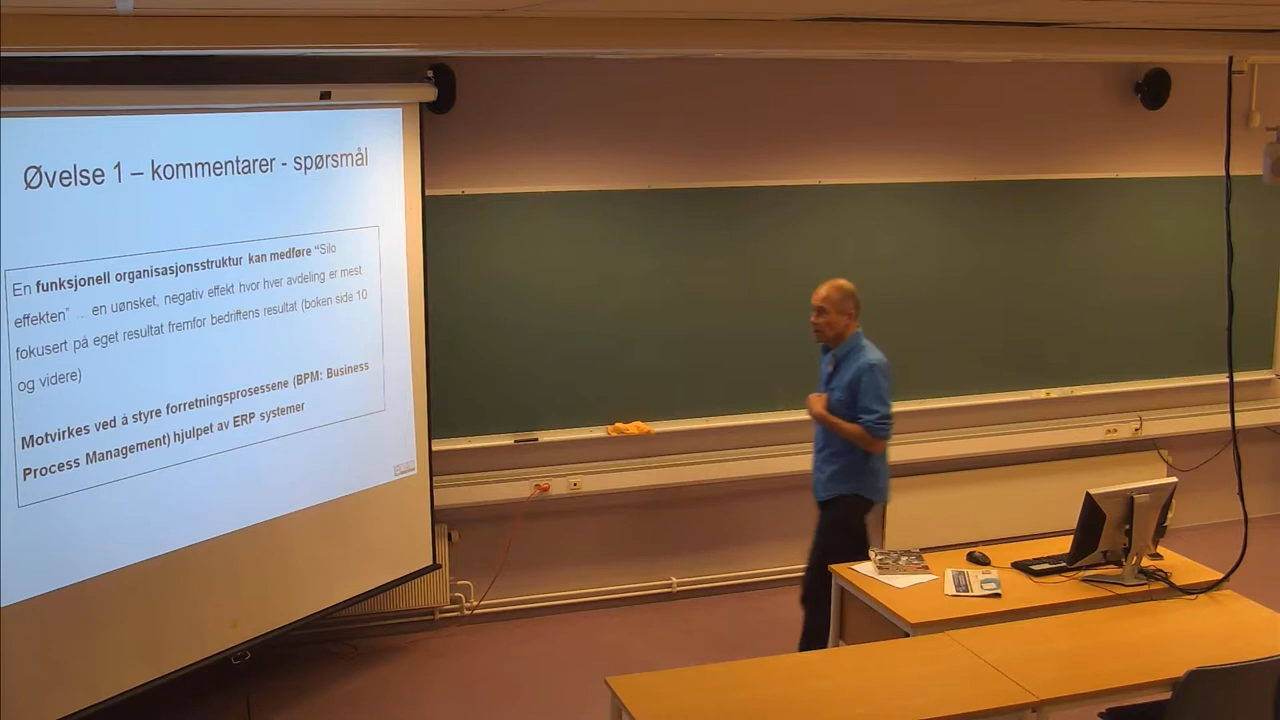 Øvelse 1 – kommentarer - spørsmål
En funksjonell organisasjonsstruktur kan medføre “Silo
effekten” .. en uønsket, negativ effekt hvor hver avdeling er mest
fokusert på eget resultat fremfor bedriftens resultat (boken side 10
og videre)
Motvirkes ved å styre forretningprosessene (BPM: Business
Process Management) hjulpet av ERP systemer